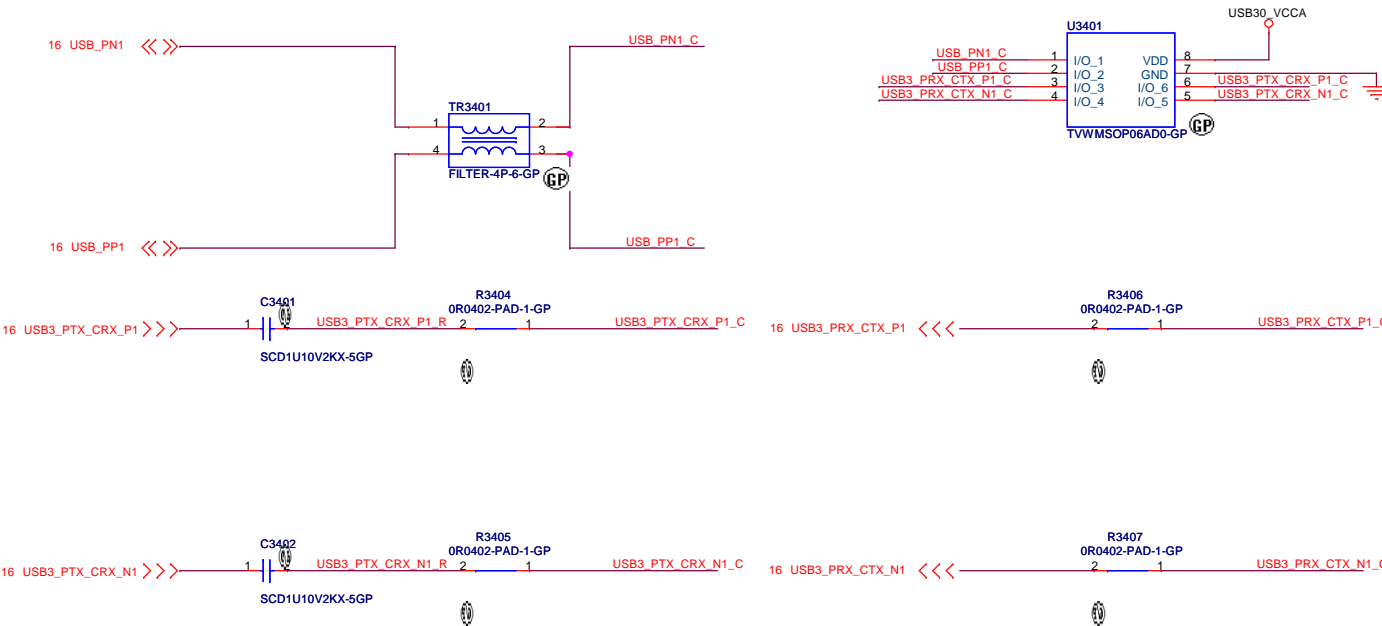 USB30_VCCA
16 USB_PN1
USB_PN1_C
U3401
USB_PN1_C 1 I/O_1 VDD 8
USB_PP1_C 2 I/O_2 GND 7
USB3_PRX_CTX_P1_C 3 I/O_3 I/O_6 6 USB3_PTX_CRX_P1_C
USB3_PRX_CTX_N1_C 4 I/O_4 I/O_5 5 USB3_PTX_CRX_N1_C
TVWMSOP06AD0-GP
GP
TR3401
1 2
4 3
FILTER-4P-6-GP
GP
16 USB_PP1
USB_PP1_C
C3401
R3404
0R0402-PAD-1-GP
R3406
0R0402-PAD-1-GP
16 USB3_PTX_CRX_P1 1 USB3_PTX_CRX_P1_R 2 1 USB3_PTX_CRX_P1_C
16 USB3_PRX_CTX_P1 2 1 USB3_PRX_CTX_P1_C
SCD1U10V2KX-5GP
C3402
R3405
0R0402-PAD-1-GP
R3407
0R0402-PAD-1-GP
16 USB3_PTX_CRX_N1 1 USB3_PTX_CRX_N1_R 2 1 USB3_PTX_CRX_N1_C
16 USB3_PRX_CTX_N1 2 1 USB3_PRX_CTX_N1_C
SCD1U10V2KX-5GP